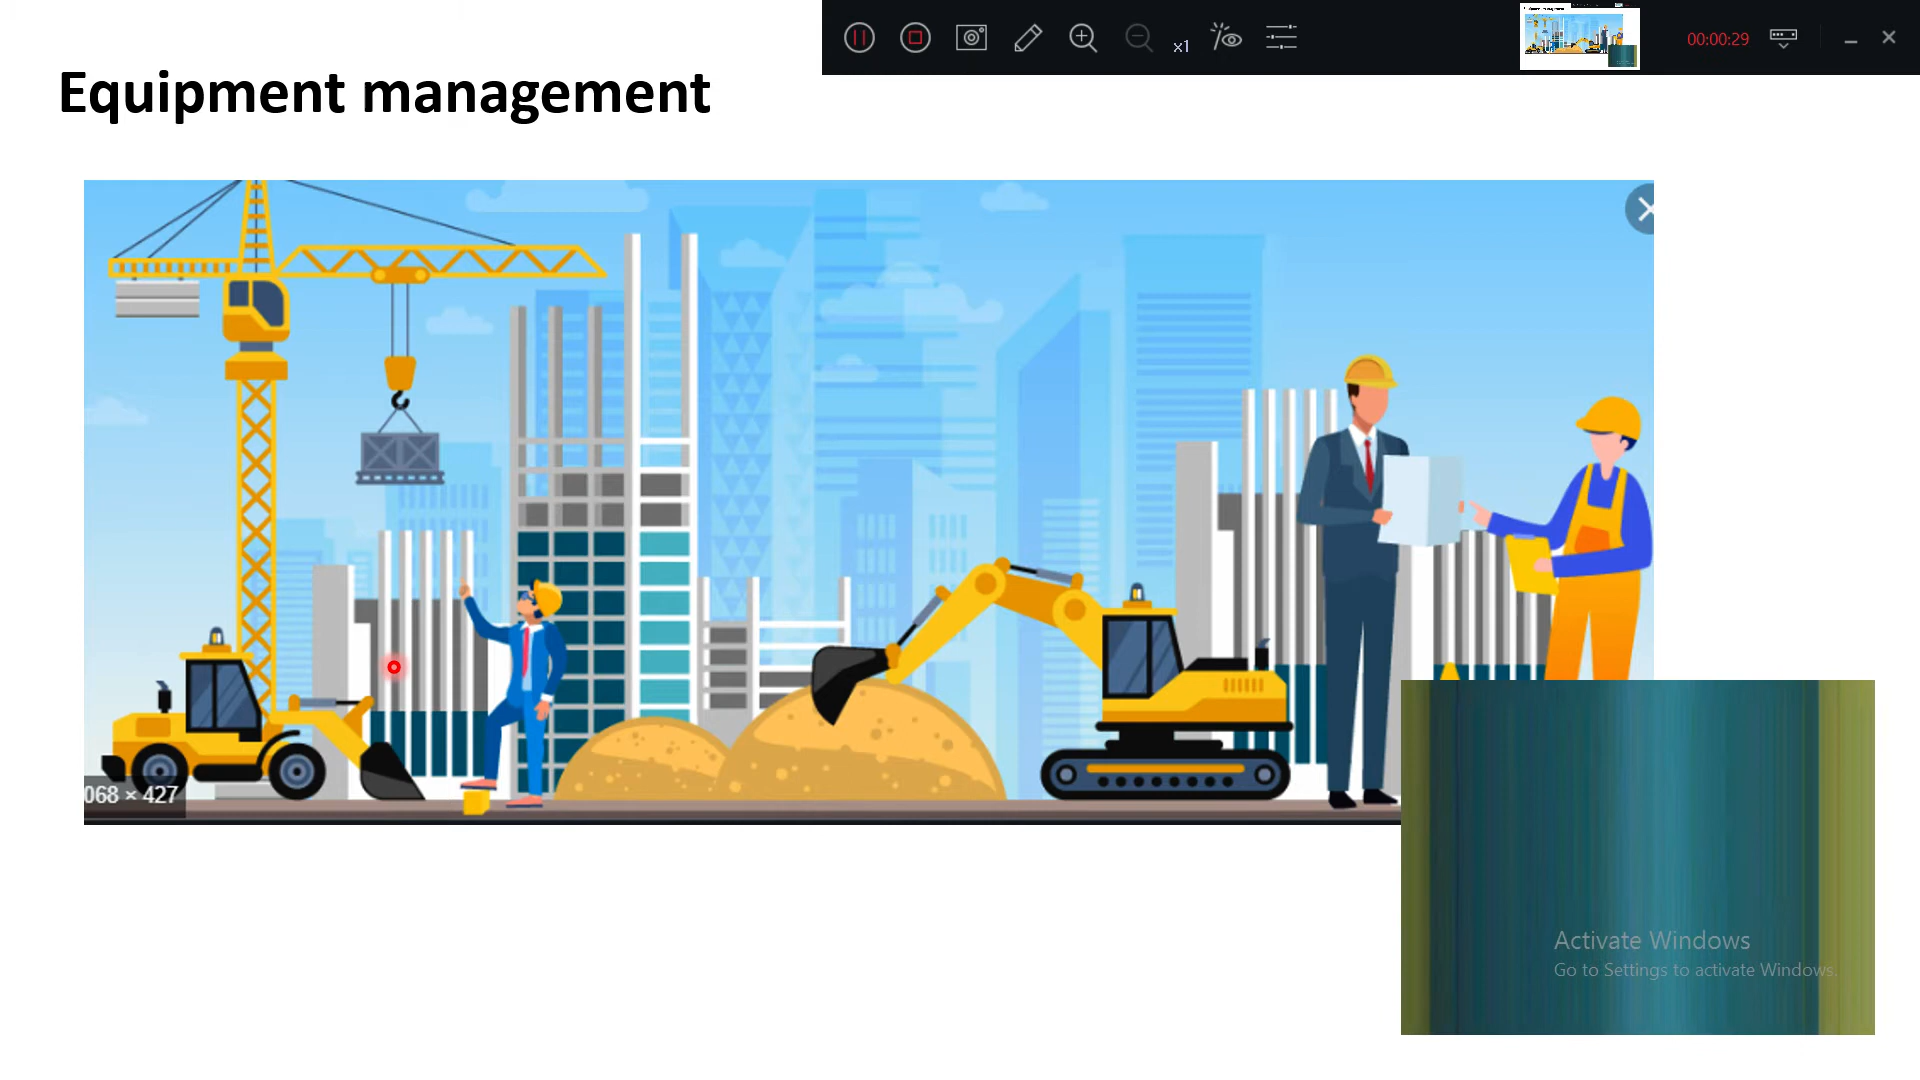 x1
00:00:29
Equipment management
068 × 427
Activate Windows
Go to Settings to activate Windows.